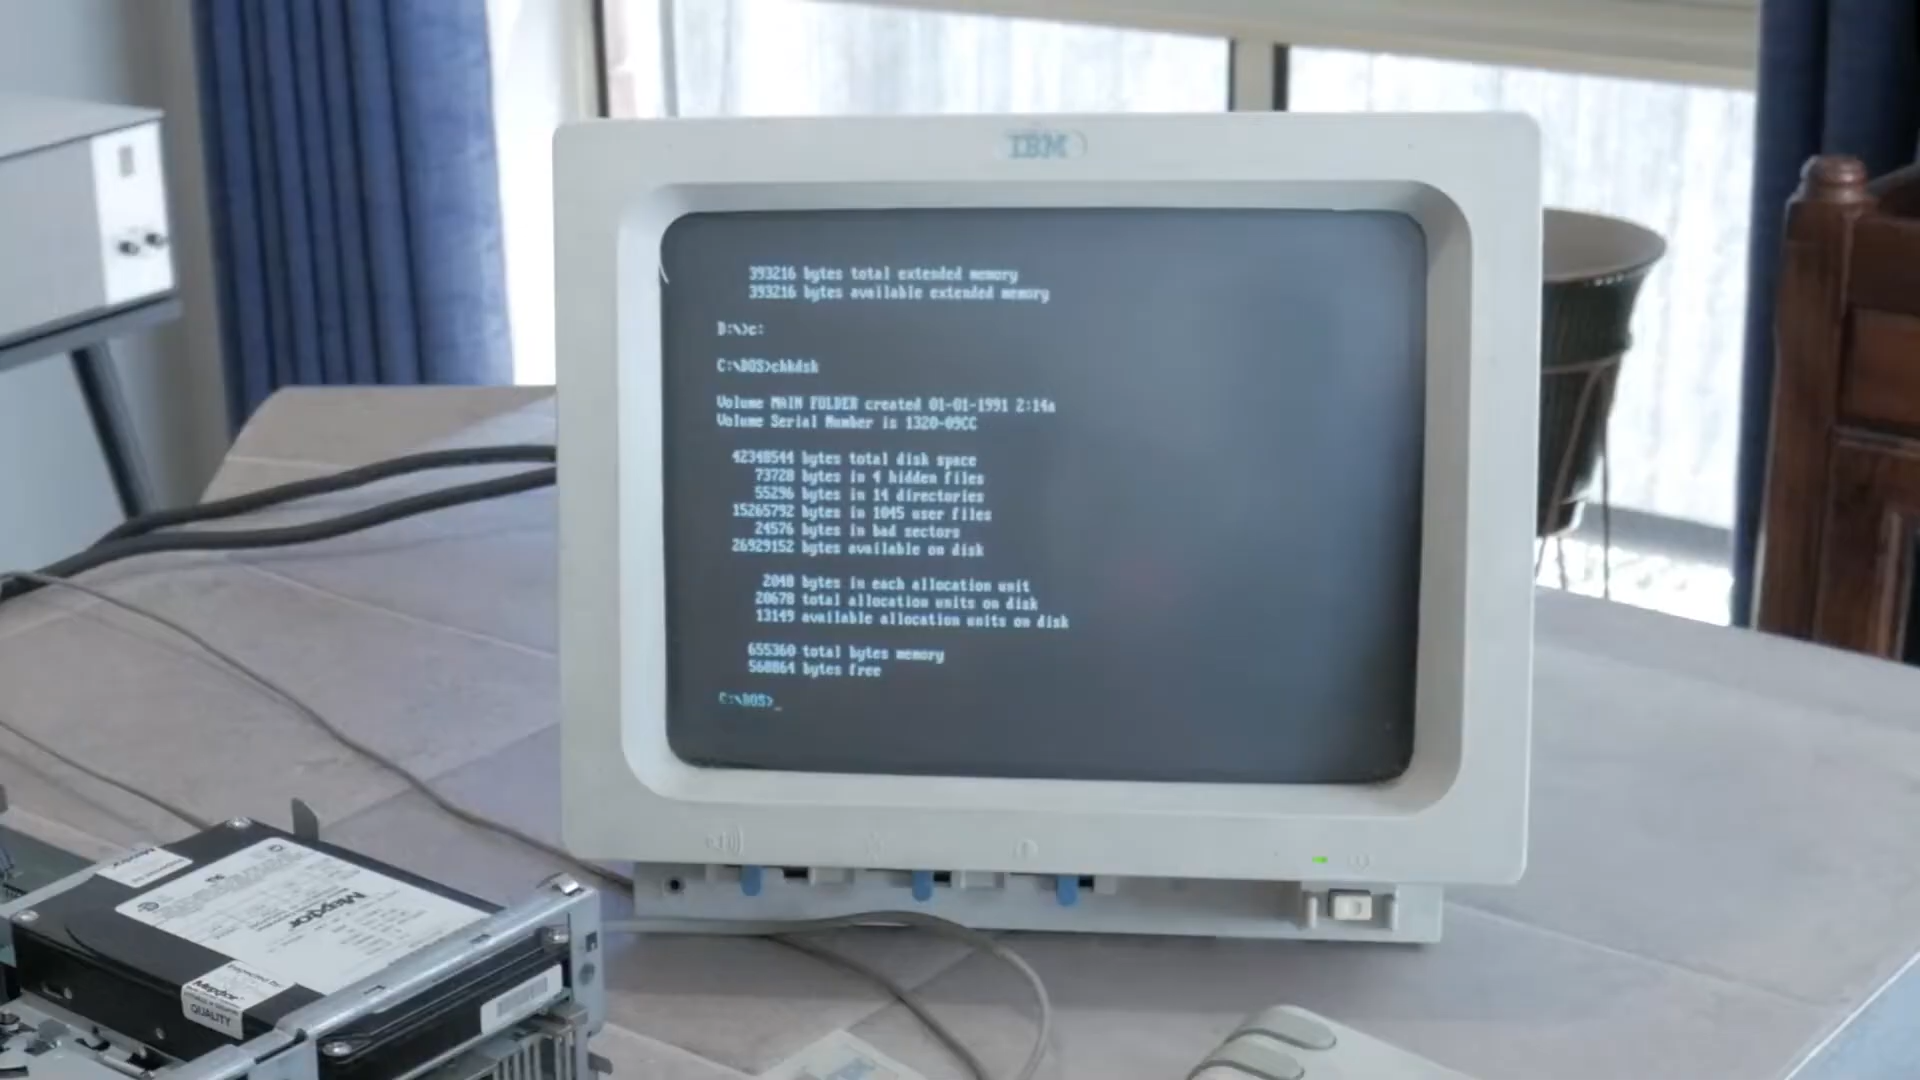 IBM
393216 bytes total extended memory
393216 bytes available extended memory
D:\>c:
C:\DOS>chkdsk
Volume MAIN FOLDER created 01-01-1991 2:14a
Volume Serial Number is 1320-09CC
42348544 bytes total disk space
73728 bytes in 4 hidden files
55296 bytes in 14 directories
15265792 bytes in 1045 user files
24576 bytes in bad sectors
26929152 bytes available on disk
2048 bytes in each allocation unit
20678 total allocation units on disk
13149 available allocation units on disk
655360 total bytes memory
560864 bytes free
C:\DOS>_
Maxtor
Inspected by
Maxtor
QUALITY